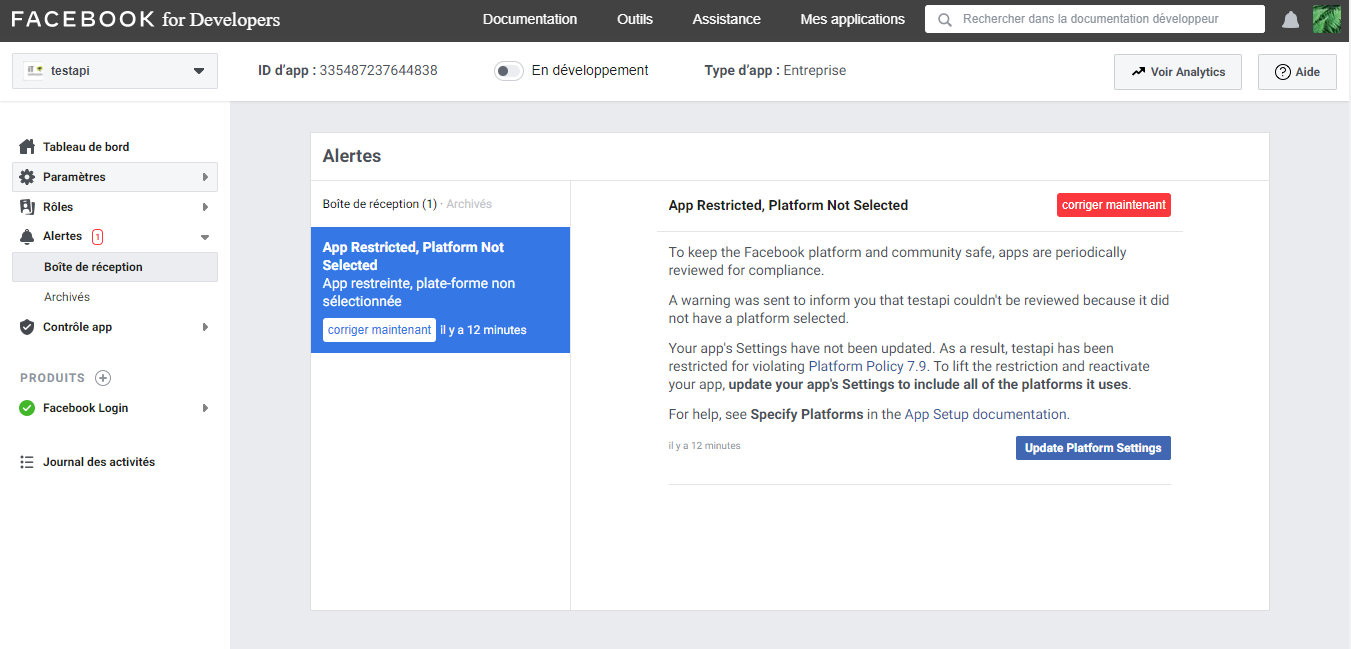 FACEBOOK for Developers
Documentation
Outils
Assistance
Mes applications
Rechercher dans la documentation développeur
testapi
ID d'app : 335487237644838
En développement
Type d'app : Entreprise
Voir Analytics
Aide
Tableau de bord
Paramètres
Rôles
Alertes 1
Boîte de réception
Archivés
Contrôle app
PRODUITS
Facebook Login
Journal des activités
Alertes
Boîte de réception (1) · Archivés
App Restricted, Platform Not
Selected
App restreinte, plate-forme non
sélectionnée
corriger maintenant il y a 12 minutes
App Restricted, Platform Not Selected
corriger maintenant
To keep the Facebook platform and community safe, apps are periodically
reviewed for compliance.
A warning was sent to inform you that testapi couldn't be reviewed because it did
not have a platform selected.
Your app's Settings have not been updated. As a result, testapi has been
restricted for violating Platform Policy 7.9. To lift the restriction and reactivate
your app, update your app's Settings to include all of the platforms it uses.
For help, see Specify Platforms in the App Setup documentation.
il y a 12 minutes
Update Platform Settings